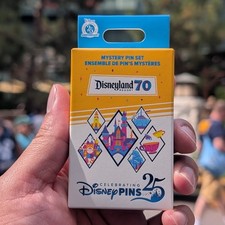 MYSTERY PIN SET
ENSEMBLE DE PIN'S MYSTÈRES
Disneyland 70
CELEBRATING
Disney PINS 25